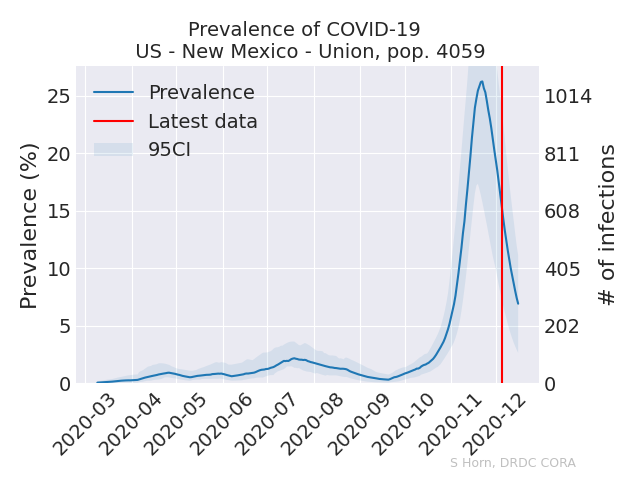 Prevalence of COVID-19
US - New Mexico - Union, pop. 4059
Prevalence
Latest data
95CI
Prevalence (%)
25
20
15
10
5
0
1014
811
608
405
202
0
# of infections
2020-03
2020-04
2020-05
2020-06
2020-07
2020-08
2020-09
2020-10
2020-11
2020-12
S Horn, DRDC CORA